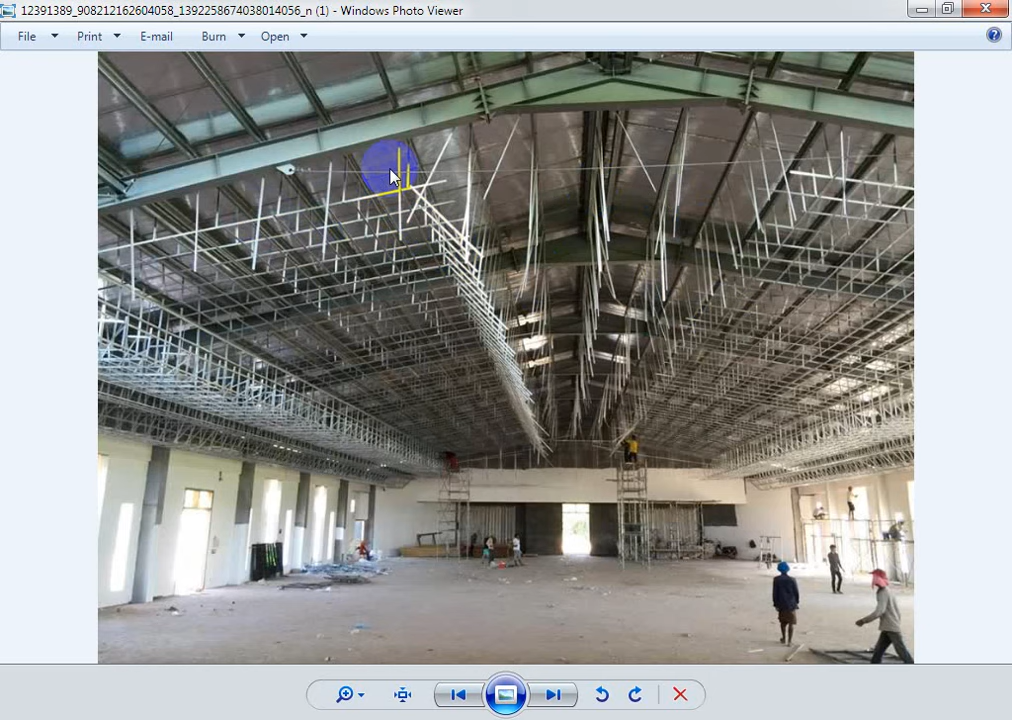 12391389_908212162604058_1392258674038014056_n (1) - Windows Photo Viewer
File Print E-mail Burn Open